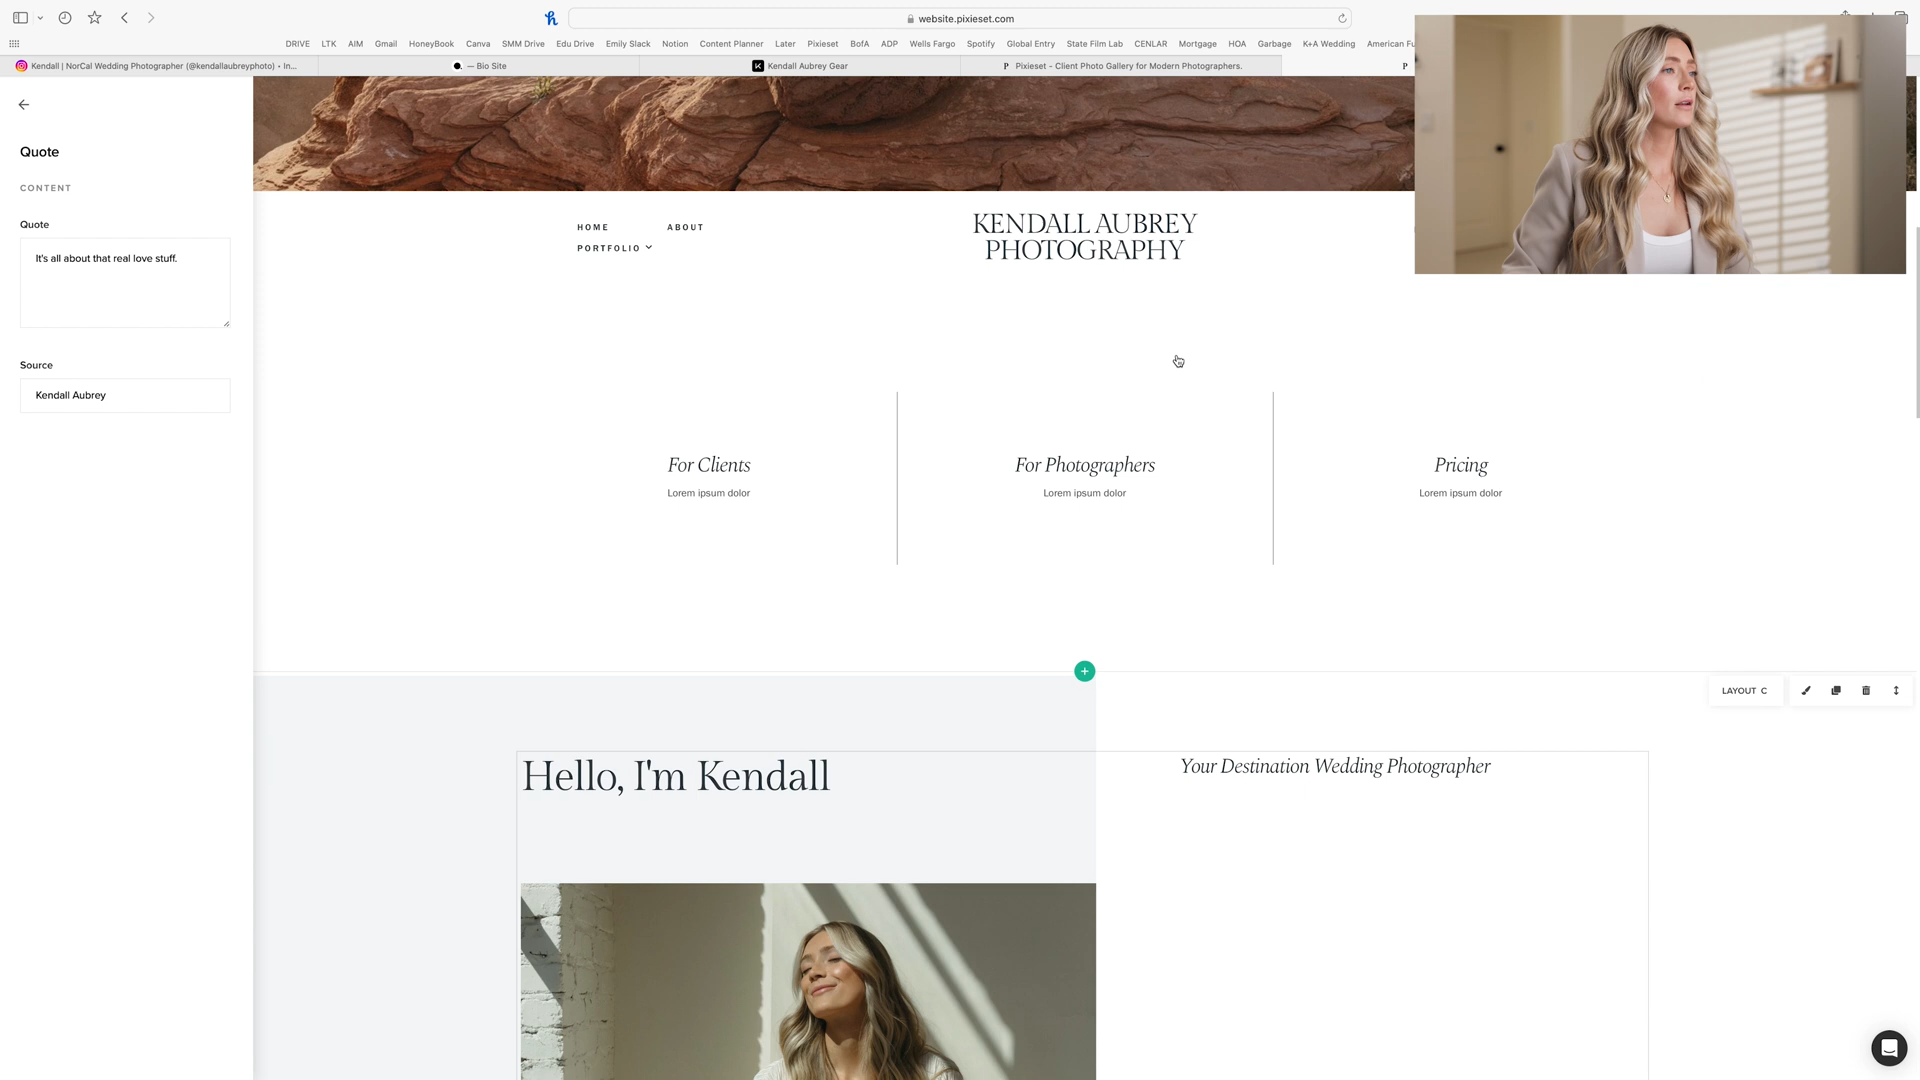 website.pixieset.com
DRIVE LTK AIM Gmail HoneyBook Canva SMM Drive Edu Drive Emily Slack Notion Content Planner Later Pixieset BofA ADP Wells Fargo Spotify Global Entry State Film Lab CENLAR Mortgage HOA Garbage K+A Wedding American Fu
Kendall | NorCal Wedding Photographer (@kendallaubreyphoto) • In... — Bio Site Kendall Aubrey Gear Pixieset - Client Photo Gallery for Modern Photographers.
Quote
CONTENT
Quote
It's all about that real love stuff.
Source
Kendall Aubrey
HOME ABOUT
PORTFOLIO
KENDALL AUBREY
PHOTOGRAPHY
For Clients
Lorem ipsum dolor
For Photographers
Lorem ipsum dolor
Pricing
Lorem ipsum dolor
LAYOUT C
Hello, I'm Kendall
Your Destination Wedding Photographer